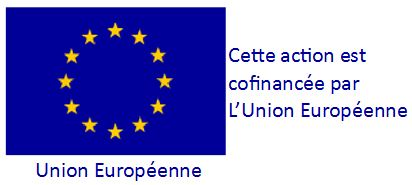 Cette action est
cofinancée par
L'Union Européenne
Union Européenne